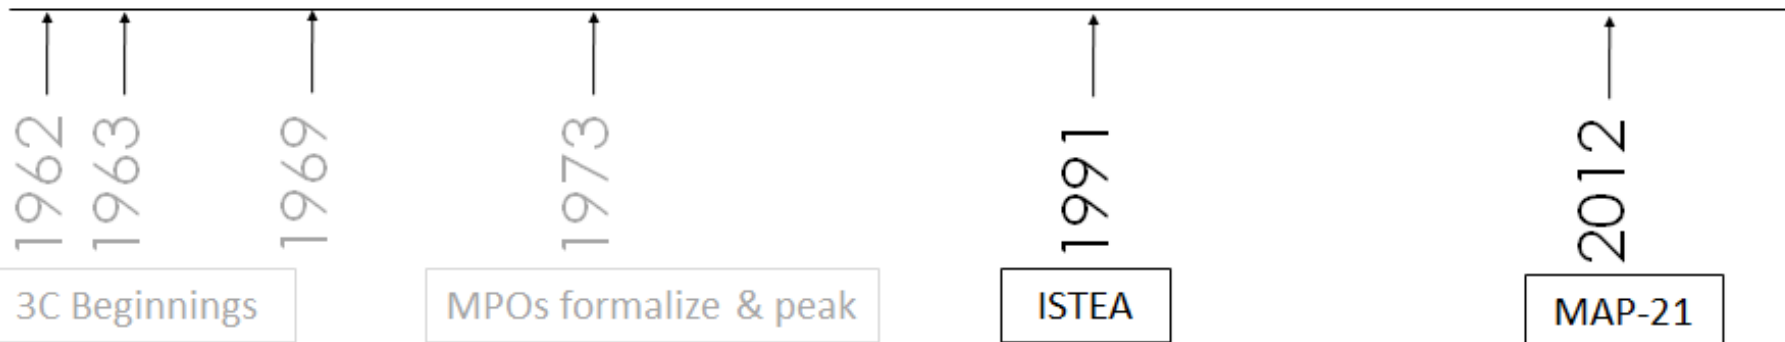 1962
1963
1969
1973
1991
2012
3C Beginnings
MPOs formalize & peak
ISTEA
MAP-21